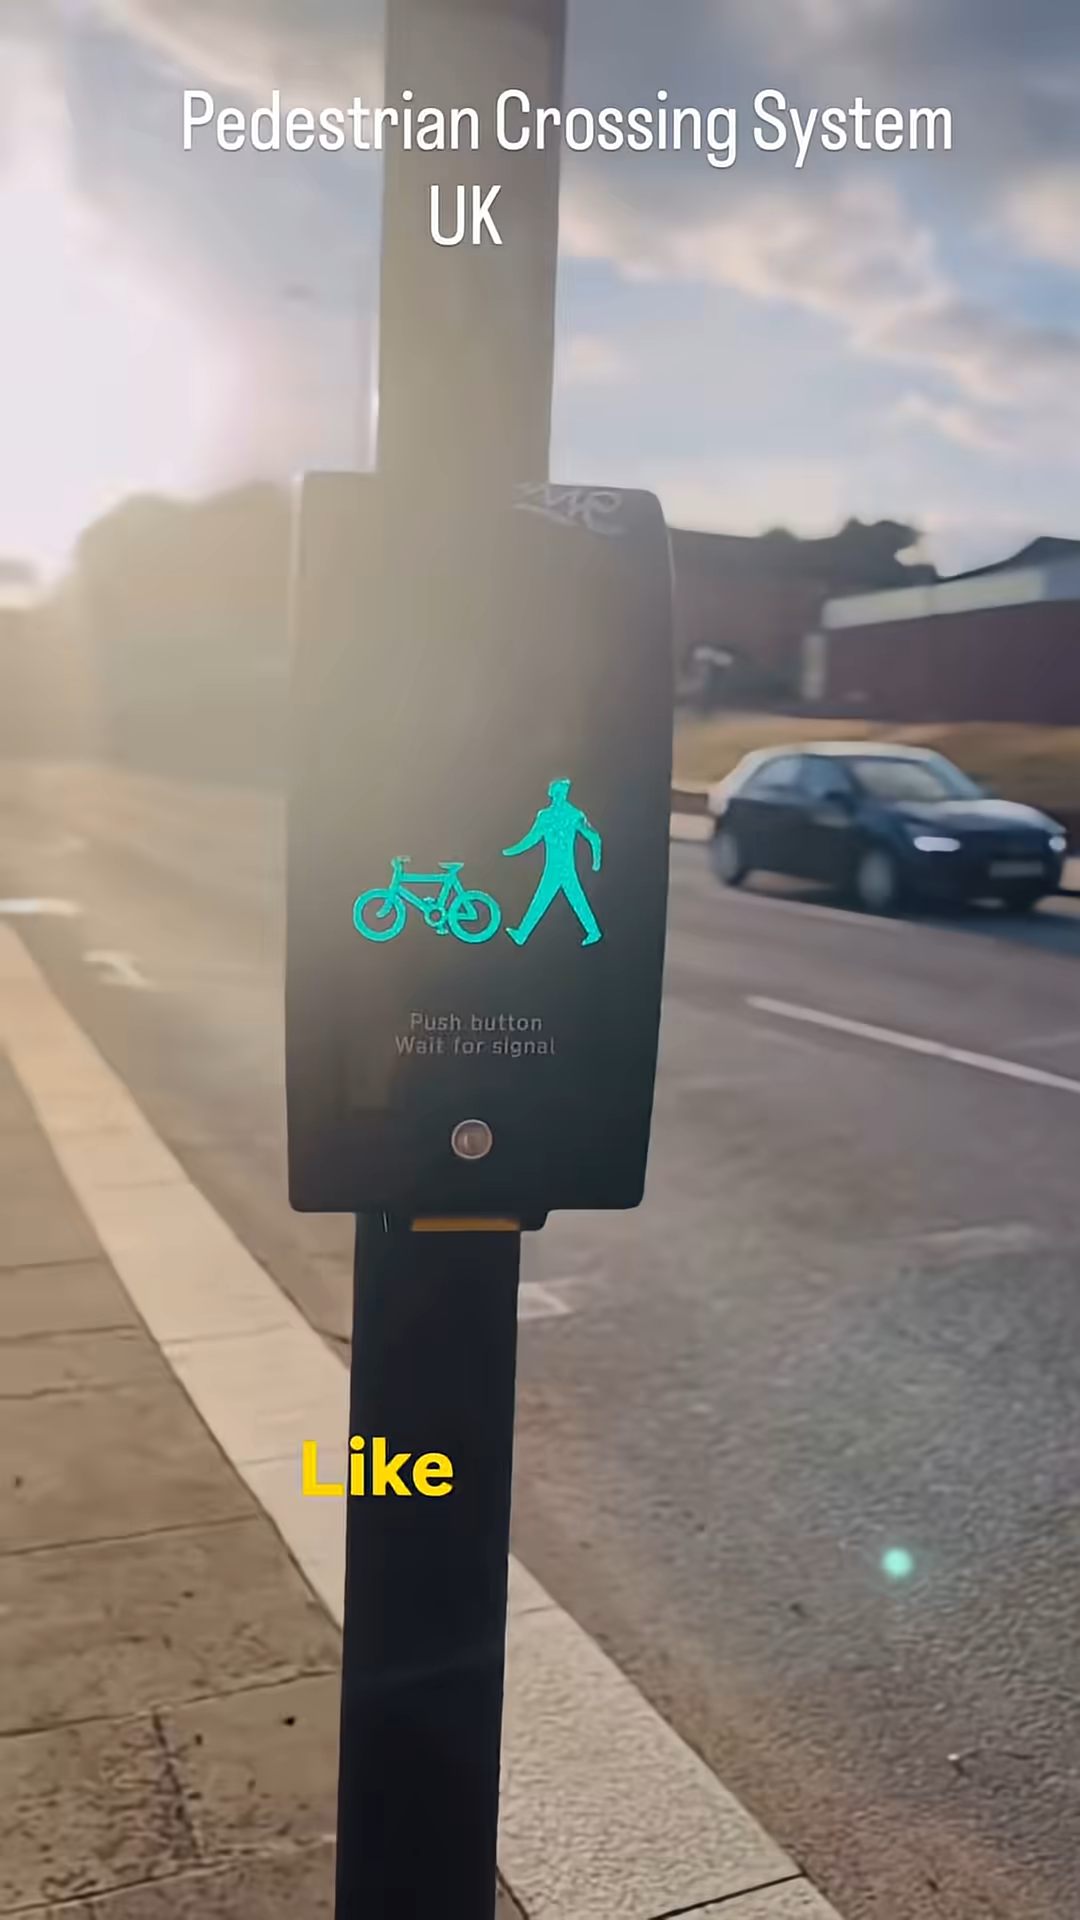 Pedestrian Crossing System
UK
Push button
Wait for signal
Like